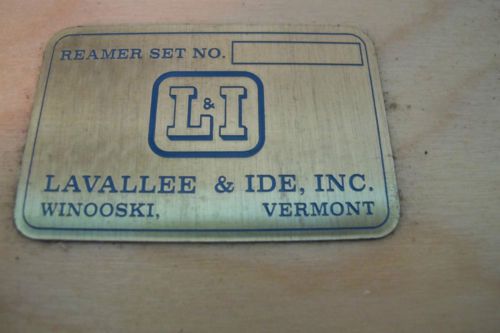 REAMER SET NO.
L&I
LAVALLEE & IDE, INC.
WINOOSKI, VERMONT